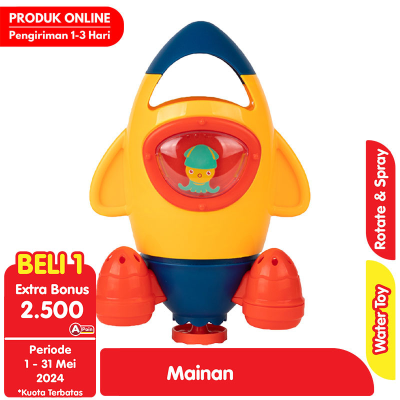 PRODUK ONLINE
Pengiriman 1-3 Hari
Rotate & Spray
Water Toy
BELI 1
Extra Bonus
2.500
A Poin
Periode
1 - 31 Mei
2024
*Kuota Terbatas
Mainan